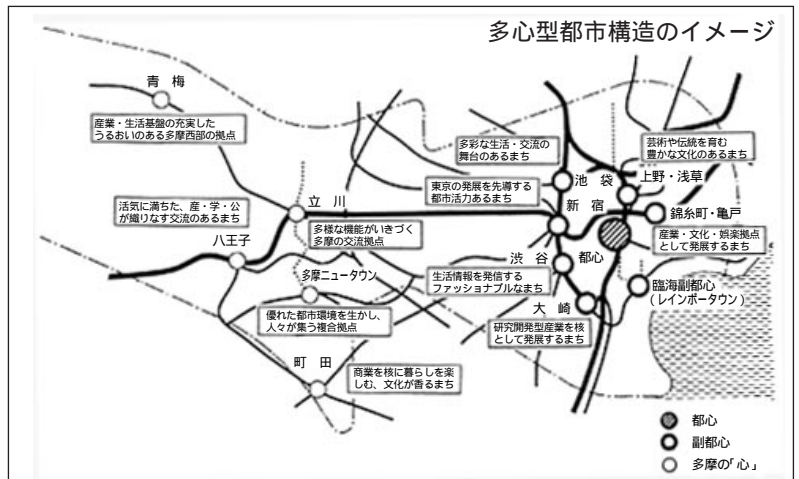 多心型都市構造のイメージ
青梅
産業・生活基盤の充実した
うるおいのある多摩西部の拠点
多彩な生活・交流の
舞台のあるまち
芸術や伝統を育む
豊かな文化のあるまち
池袋
上野・浅草
東京の発展を先導する
都市活力あるまち
新宿
錦糸町・亀戸
活気に満ちた、産・学・公
が織りなす交流のあるまち
立川
多様な機能がいきづく
多摩の交流拠点
産業・文化・娯楽拠点
として発展するまち
八王子
渋谷
都心
多摩ニュータウン
生活情報を発信する
ファッショナブルなまち
臨海副都心
(レインボータウン)
大崎
優れた都市環境を生かし、
人々が集う複合拠点
研究開発型産業を核
として発展するまち
町田
商業を核に暮らしを楽
しむ、文化が香るまち
都心
副都心
多摩の「心」